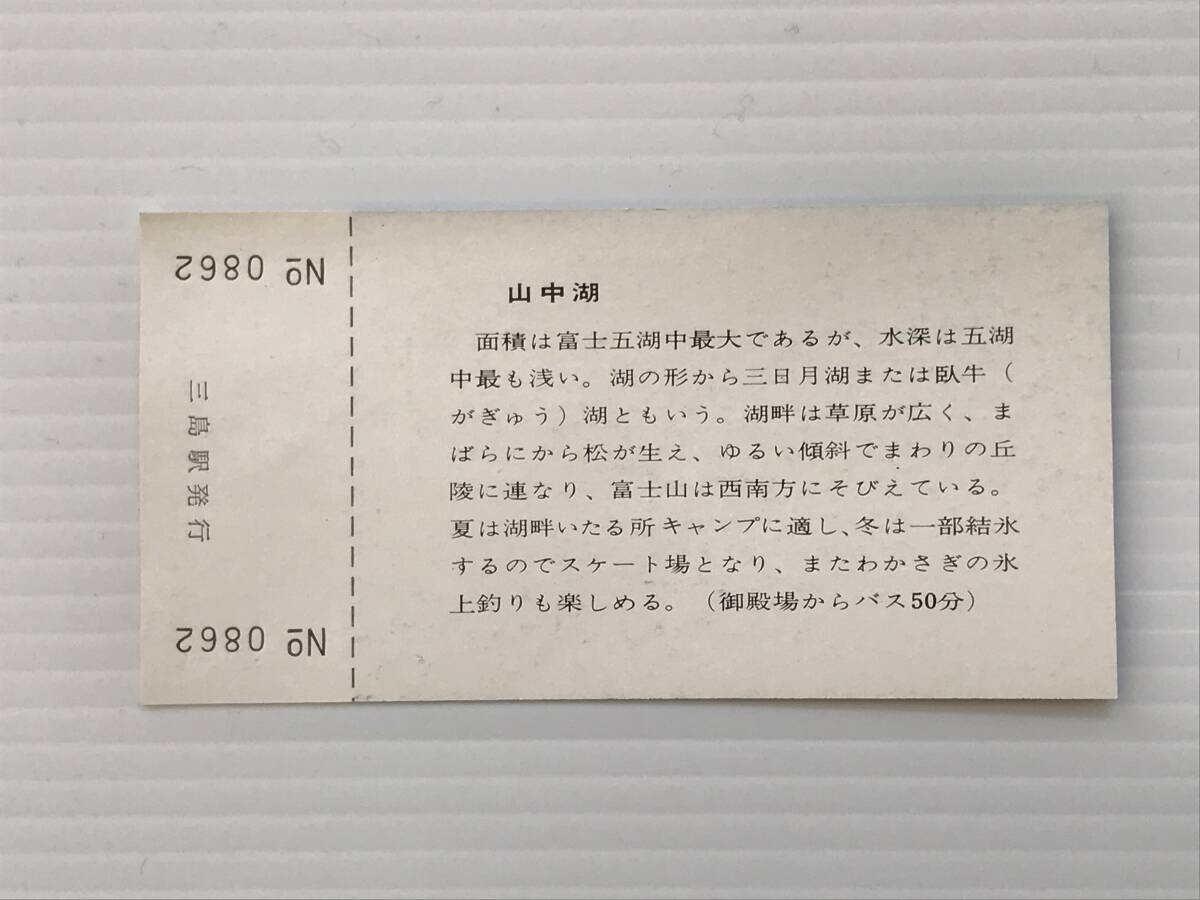 山中湖
面積は富士五湖中最大であるが、水深は五湖
中最も浅い。湖の形から三日月湖または臥牛（
がぎゅう）湖ともいう。湖畔は草原が広く、ま
ばらにから松が生え、ゆるい傾斜でまわりの丘
陵に連なり、富士山は西南方にそびえている。
夏は湖畔いたる所キャンプに適し、冬は一部結氷
するのでスケート場となり、またわかさぎの氷
上釣りも楽しめる。（御殿場からバス50分）
№ 0862
三島駅発行
№ 0862